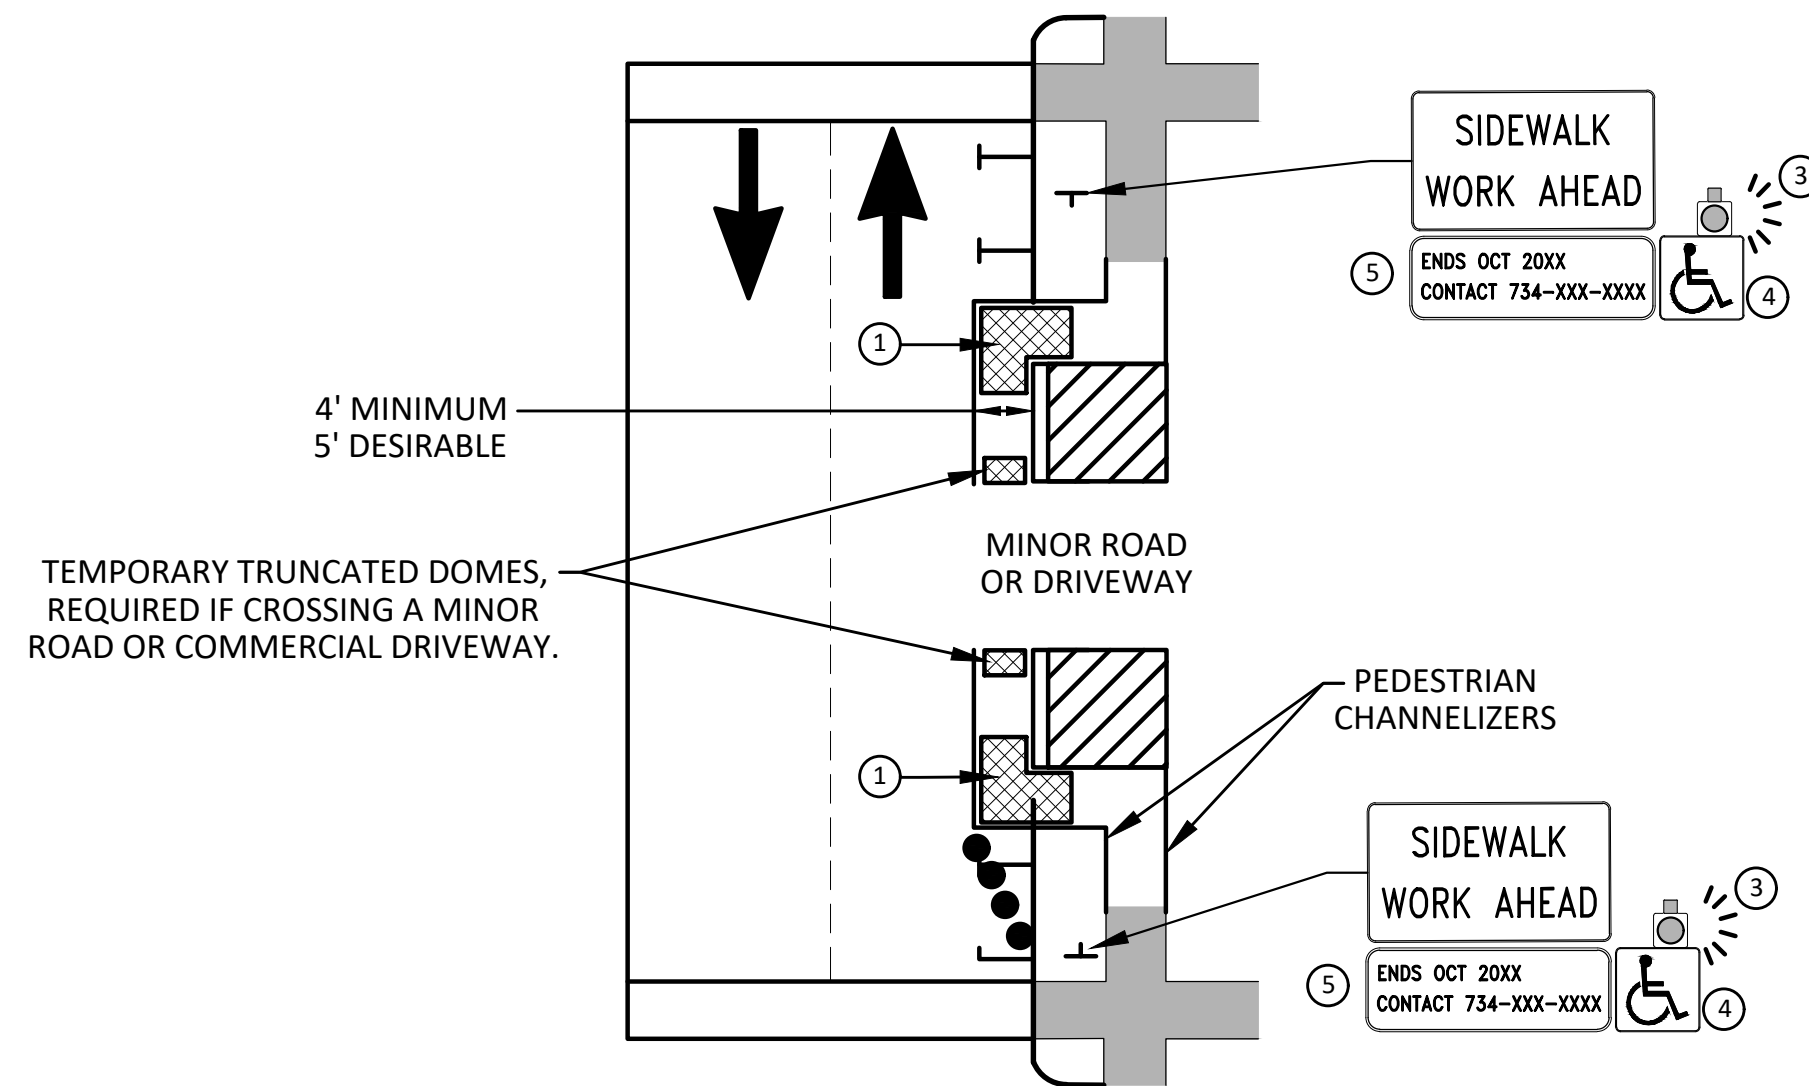 SIDEWALK
WORK AHEAD
3
ENDS OCT 20XX
CONTACT 734-XXX-XXXX
5
4
1
4' MINIMUM
5' DESIRABLE
MINOR ROAD
OR DRIVEWAY
TEMPORARY TRUNCATED DOMES,
REQUIRED IF CROSSING A MINOR
ROAD OR COMMERCIAL DRIVEWAY.
PEDESTRIAN
CHANNELIZERS
1
SIDEWALK
WORK AHEAD
3
ENDS OCT 20XX
CONTACT 734-XXX-XXXX
5
4